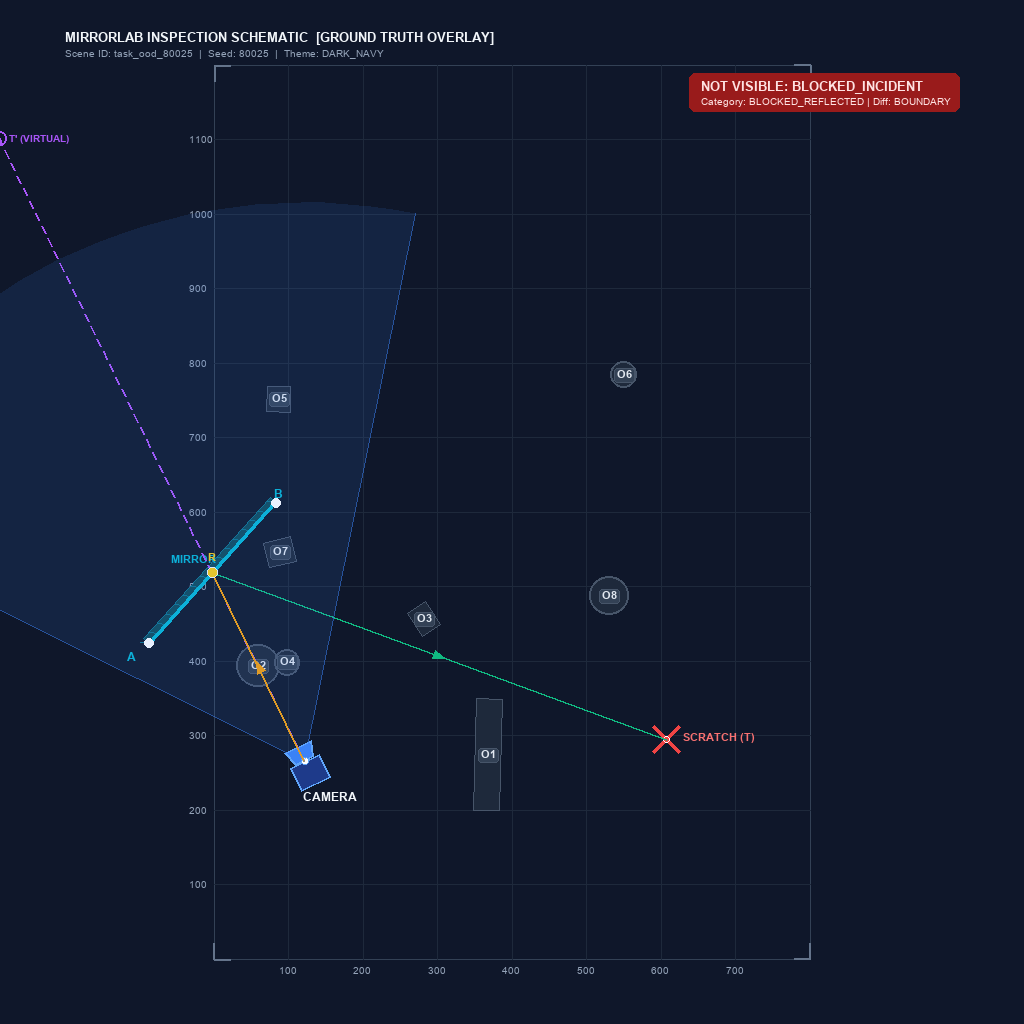 MIRRORLAB INSPECTION SCHEMATIC [GROUND TRUTH OVERLAY]
Scene ID: task_ood_80025 | Seed: 80025 | Theme: DARK_NAVY
NOT VISIBLE: BLOCKED_INCIDENT
Category: BLOCKED_REFLECTED | Diff: BOUNDARY
T' (VIRTUAL)
1100
1000
900
800
700
600
400
300
200
100
O6
O5
B
O7
MIRROR
R
O8
O3
A
O2
O4
SCRATCH (T)
O1
CAMERA
100
200
300
400
500
600
700